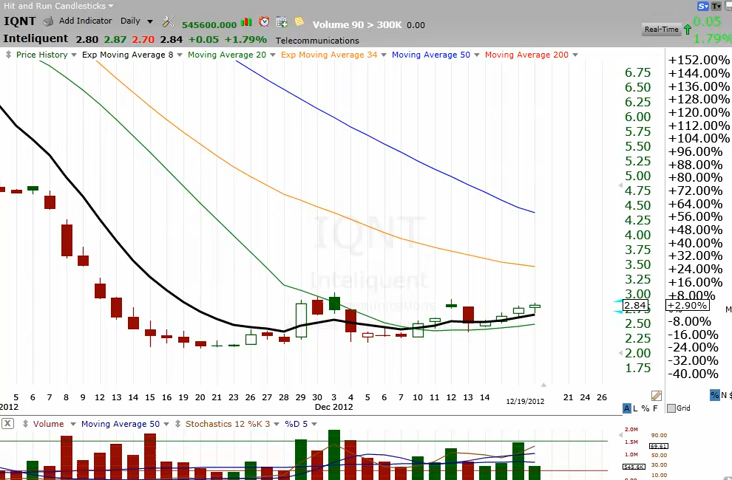 Hit and Run Candlesticks
IQNT Add Indicator Daily 545600.000 Volume 90 > 300K 0.00 Real-Time 0.05
Inteliquent 2.80 2.87 2.70 2.84 +0.05 +1.79% Telecommunications 1.79%
Price History Exp Moving Average 8 Moving Average 20 Exp Moving Average 34 Moving Average 50 Moving Average 200
+152.00%
6.75 +144.00%
6.50 +136.00%
6.25 +128.00%
6.00 +120.00%
5.75 +112.00%
5.50 +104.00%
5.25 +96.00%
5.00 +88.00%
4.75 +80.00%
4.50 +72.00%
4.25 +64.00%
4.00 +56.00%
3.75 +48.00%
3.50 +40.00%
3.25 +32.00%
+24.00%
+16.00%
3.00 +8.00%
2.84 +2.90%
2.50 -8.00%
2.25 -16.00%
2.00 -24.00%
1.75 -32.00%
-40.00%
IQNT
Inteliquent
5 6 7 8 9 12 13 14 15 16 19 20 21 23 26 27 28 29 30 3 4 5 6 7 10 11 12 13 14 12/19/2012 21 24 26
2012 Dec 2012
A L % F Grid % N S
X Volume Moving Average 50 Stochastics 12 %K 3 %D 5
2.0M
1.5M 90.00
1.0M
545.6K 30.00
10.00